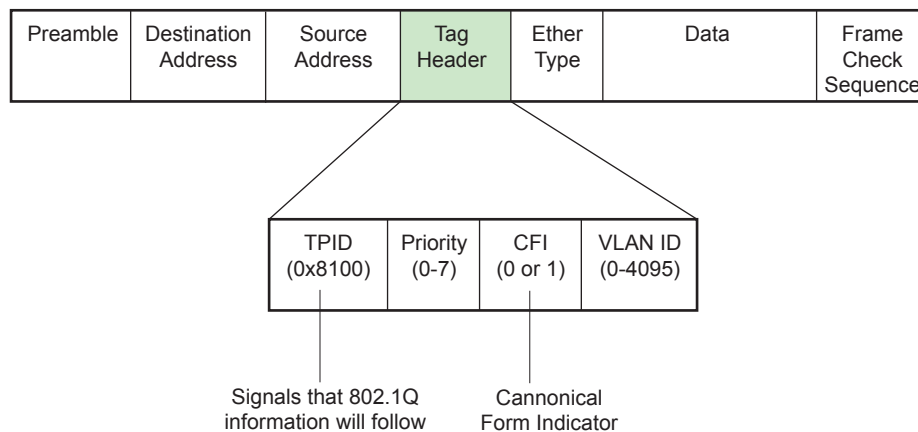 Preamble
Destination
Address
Source
Address
Tag
Header
Ether
Type
Data
Frame
Check
Sequence
TPID
(0x8100)
Priority
(0-7)
CFI
(0 or 1)
VLAN ID
(0-4095)
Signals that 802.1Q
information will follow
Cannonical
Form Indicator